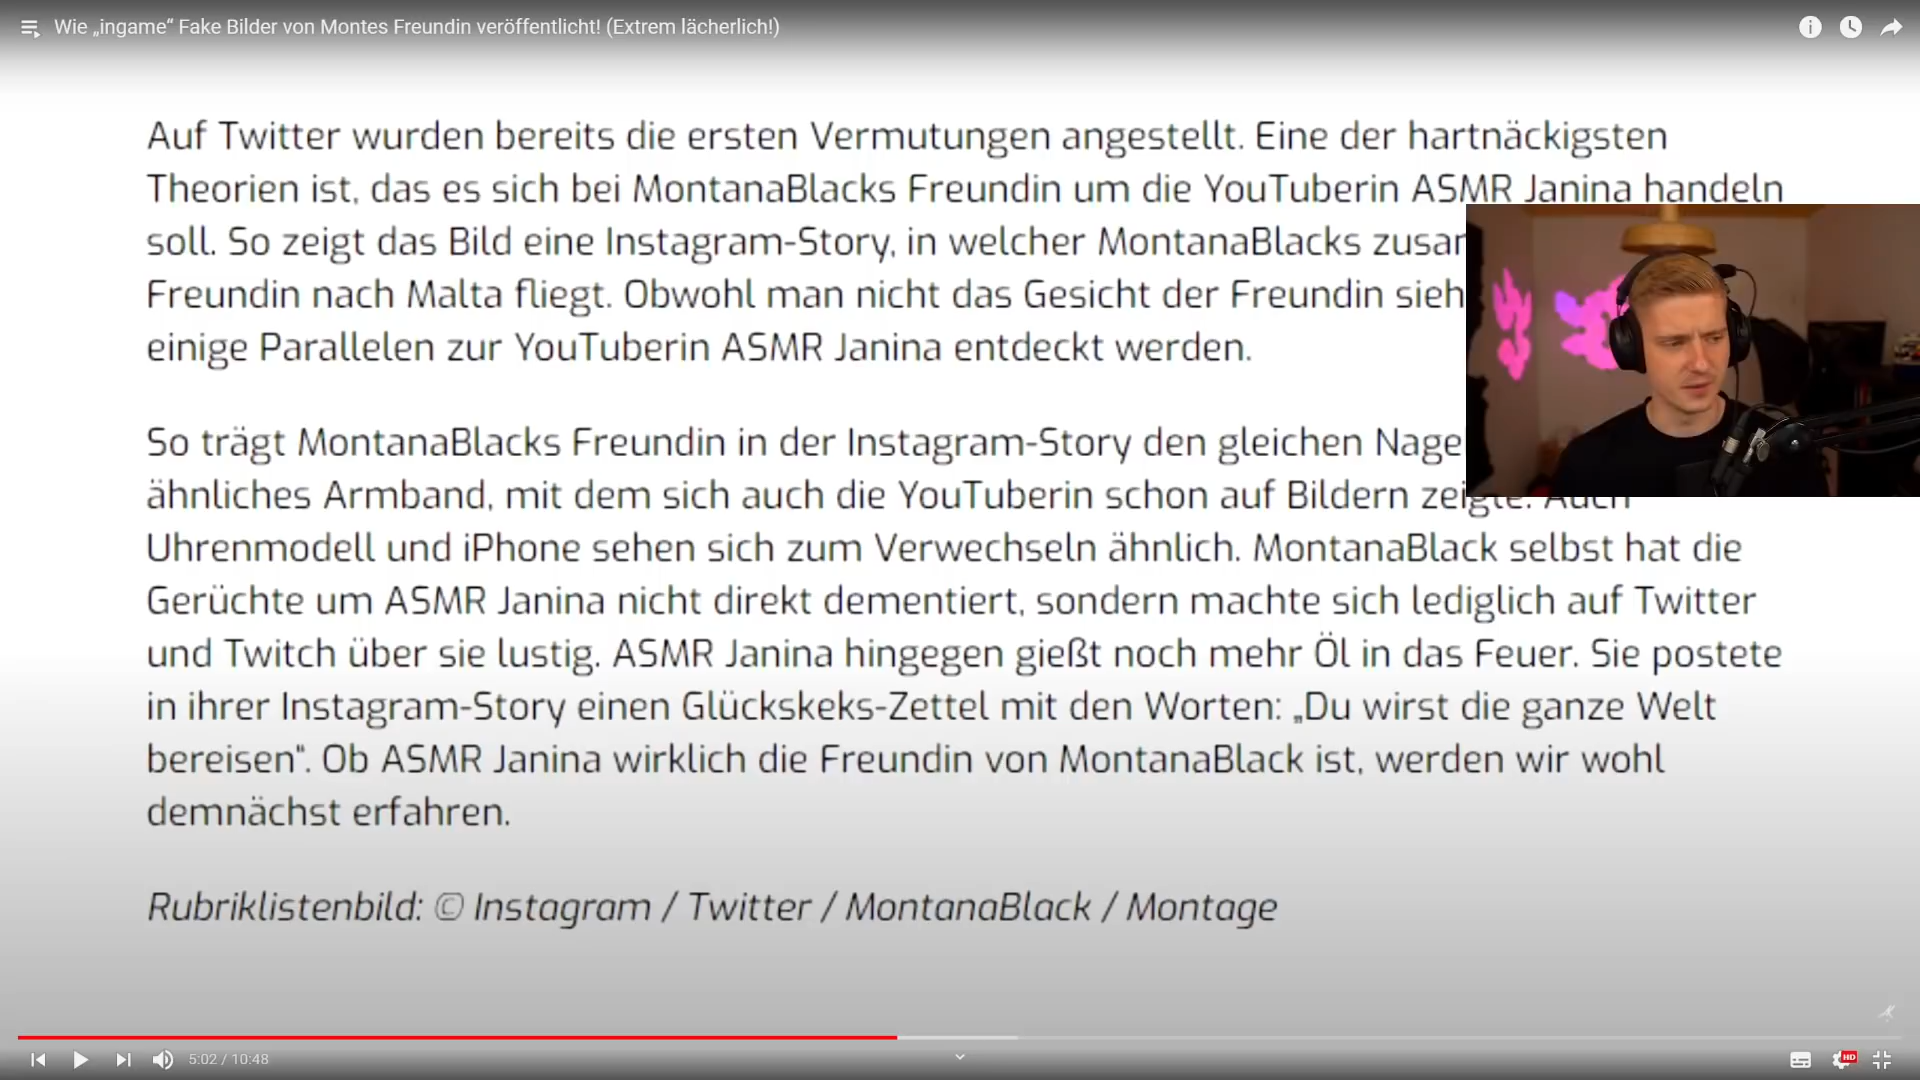 Wie „ingame“ Fake Bilder von Montes Freundin veröffentlicht! (Extrem lächerlich!)
Auf Twitter wurden bereits die ersten Vermutungen angestellt. Eine der hartnäckigsten
Theorien ist, das es sich bei MontanaBlacks Freundin um die YouTuberin ASMR Janina handeln
soll. So zeigt das Bild eine Instagram-Story, in welcher MontanaBlacks
Freundin nach Malta fliegt. Obwohl man nicht das Gesicht der Freundin
einige Parallelen zur YouTuberin ASMR Janina entdeckt werden.
So trägt MontanaBlacks Freundin in der Instagram-Story den gleichen
ähnliches Armband, mit dem sich auch die YouTuberin schon auf Bildern zeigte. Auch
Uhrenmodell und iPhone sehen sich zum Verwechseln ähnlich. MontanaBlack selbst hat die
Gerüchte um ASMR Janina nicht direkt dementiert, sondern machte sich lediglich auf Twitter
und Twitch über sie lustig. ASMR Janina hingegen gießt noch mehr Öl in das Feuer. Sie postete
in ihrer Instagram-Story einen Glückskeks-Zettel mit den Worten: „Du wirst die ganze Welt
bereisen“. Ob ASMR Janina wirklich die Freundin von MontanaBlack ist, werden wir wohl
demnächst erfahren.
Rubriklistenbild: © Instagram / Twitter / MontanaBlack / Montage
5:02 / 10:48
HD